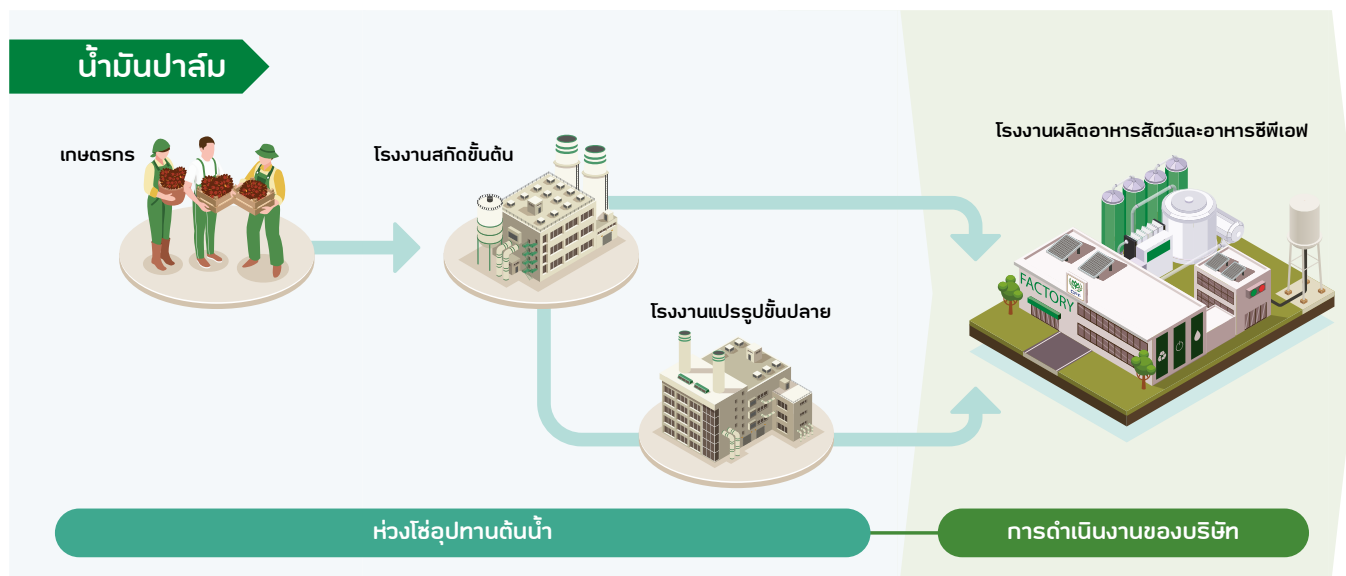 น้ำมันปาล์ม
โรงงานผลิตอาหารสัตว์และอาหารซีพีเอฟ
เกษตรกร
โรงงานสกัดขั้นต้น
FACTORY
โรงงานแปรรูปขั้นปลาย
ห่วงโซ่อุปทานต้นน้ำ
การดำเนินงานของบริษัท